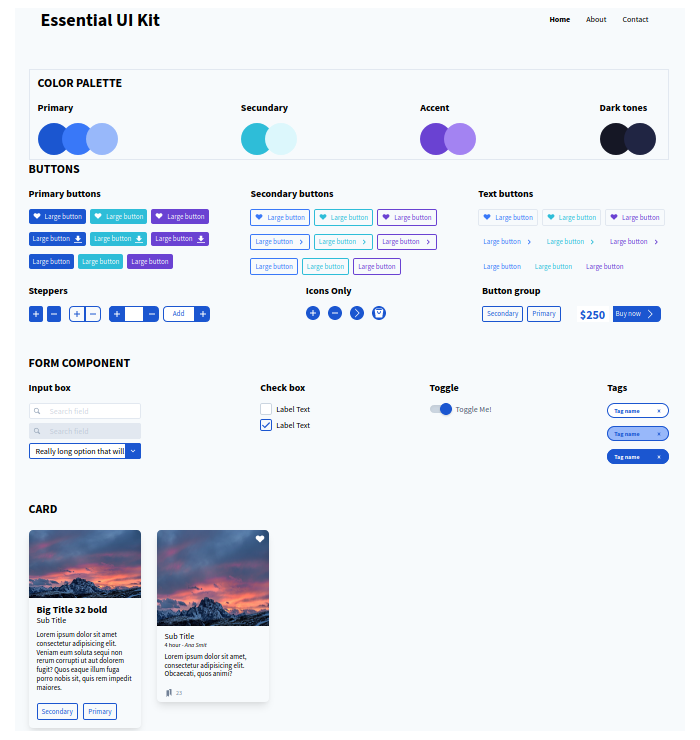 Essential UI Kit
Home About Contact
COLOR PALETTE
Primary Secundary Accent Dark tones
BUTTONS
Primary buttons
Large button Large button Large button
Large button Large button Large button
Large button Large button Large button
Secondary buttons
Large button Large button Large button
Large button Large button Large button
Large button Large button Large button
Text buttons
Large button Large button Large button
Large button Large button Large button
Large button Large button Large button
Steppers
Add
Icons Only
Button group
Secondary Primary $250 Buy now
FORM COMPONENT
Input box
Search field
Search field
Really long option that will
Check box
Label Text
Label Text
Toggle
Toggle Me!
Tags
Tag name x
Tag name x
Tag name x
CARD
Big Title 32 bold
Sub Title
Lorem ipsum dolor sit amet
consectetur adipisicing elit.
Veniam eum soluta sequi non
rerum corrupti ut aut dolorem
fugit? Quos eaque illum fuga
porro nobis sit, quis rem impedit
maiores.
Secondary Primary
Sub Title
4 hour - Ana Smit
Lorem ipsum dolor sit amet,
consectetur adipisicing elit.
Obcaecati, quos animi?
23